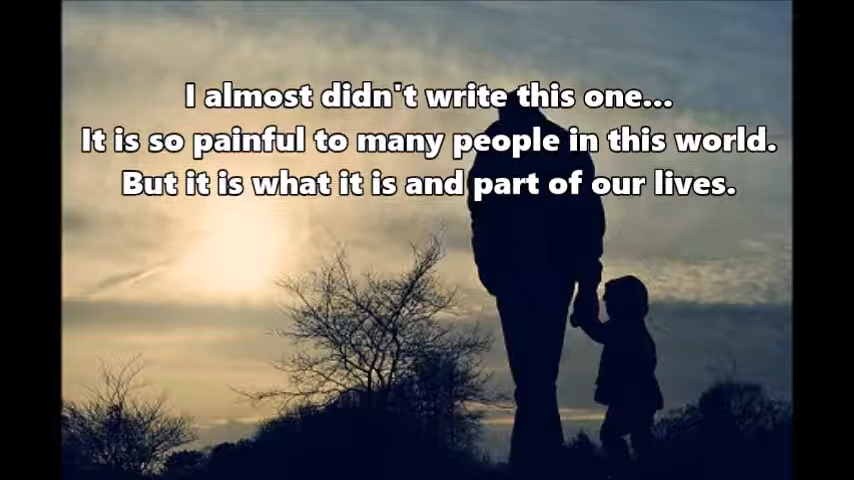 I almost didn't write this one...
It is so painful to many people in this world.
But it is what it is and part of our lives.